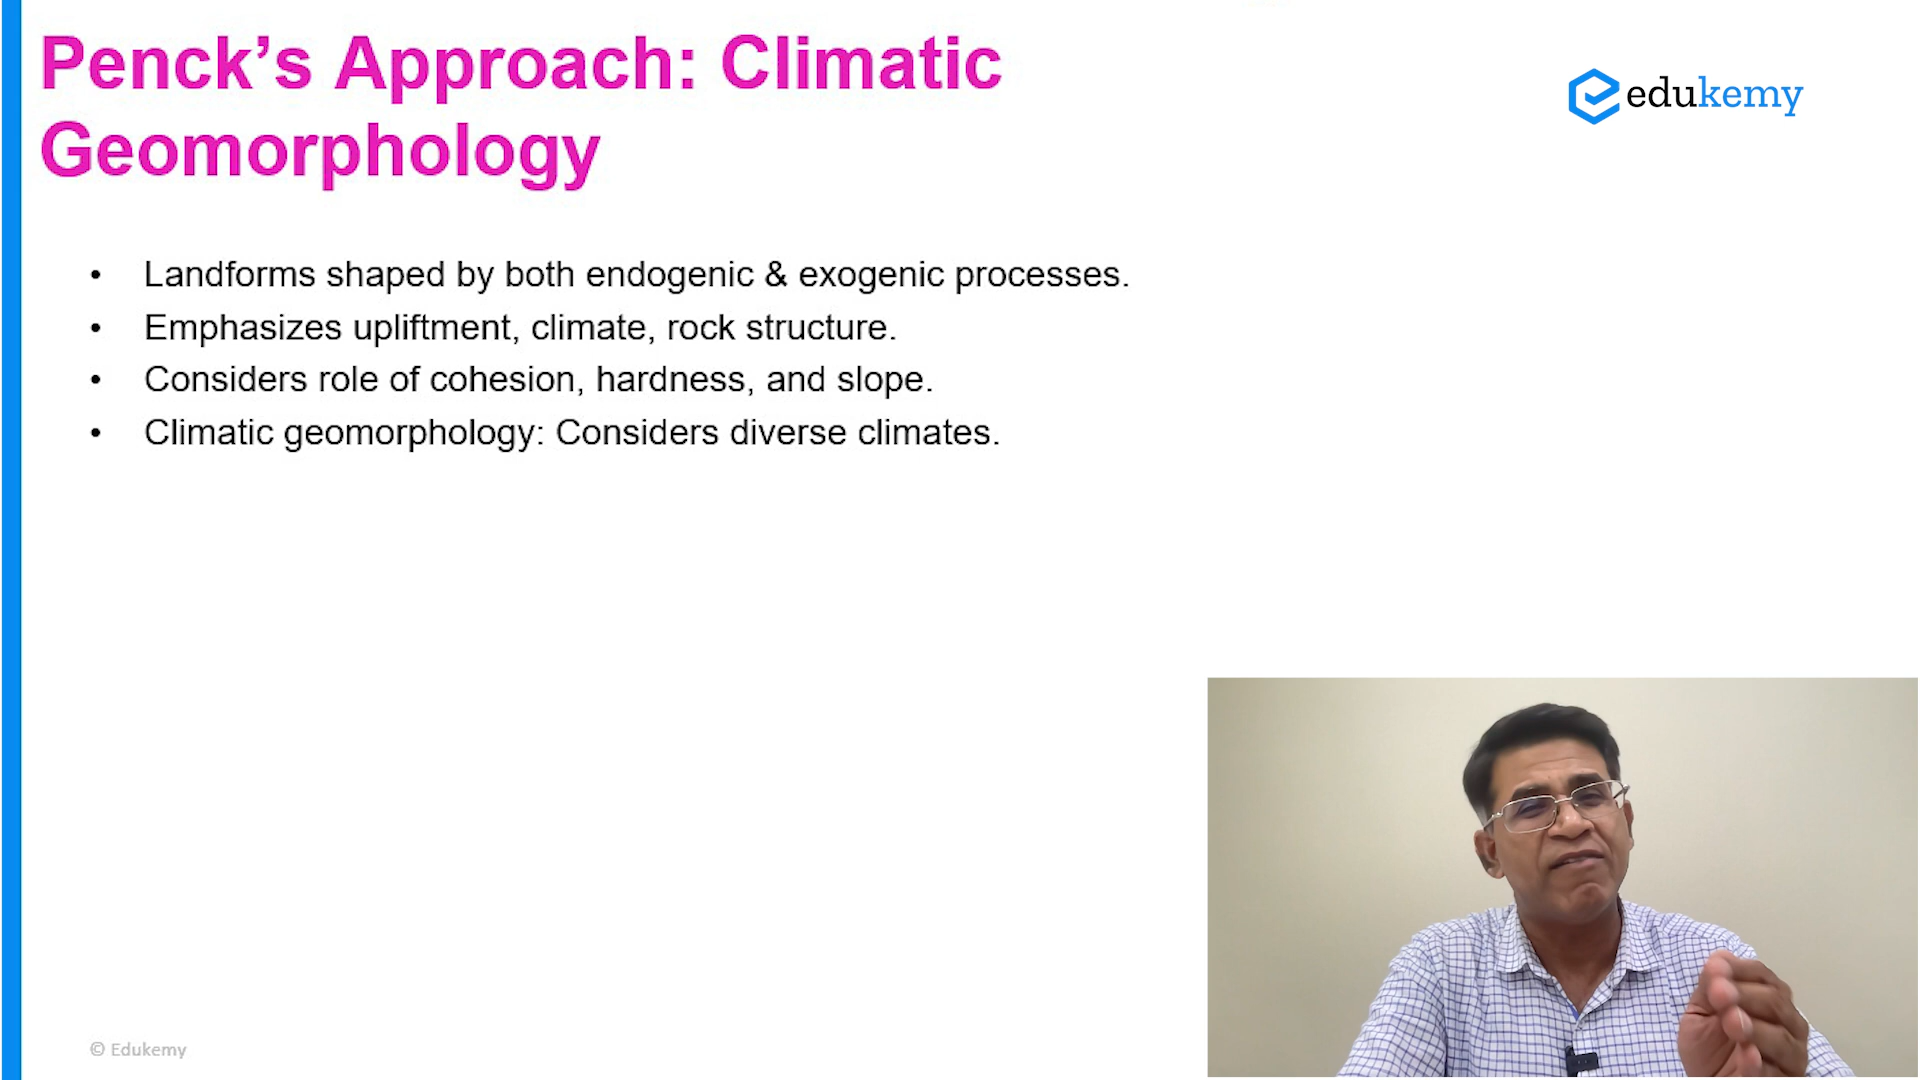 Penck’s Approach: Climatic
Geomorphology
edukemy
• Landforms shaped by both endogenic & exogenic processes.
• Emphasizes upliftment, climate, rock structure.
• Considers role of cohesion, hardness, and slope.
• Climatic geomorphology: Considers diverse climates.
© Edukemy